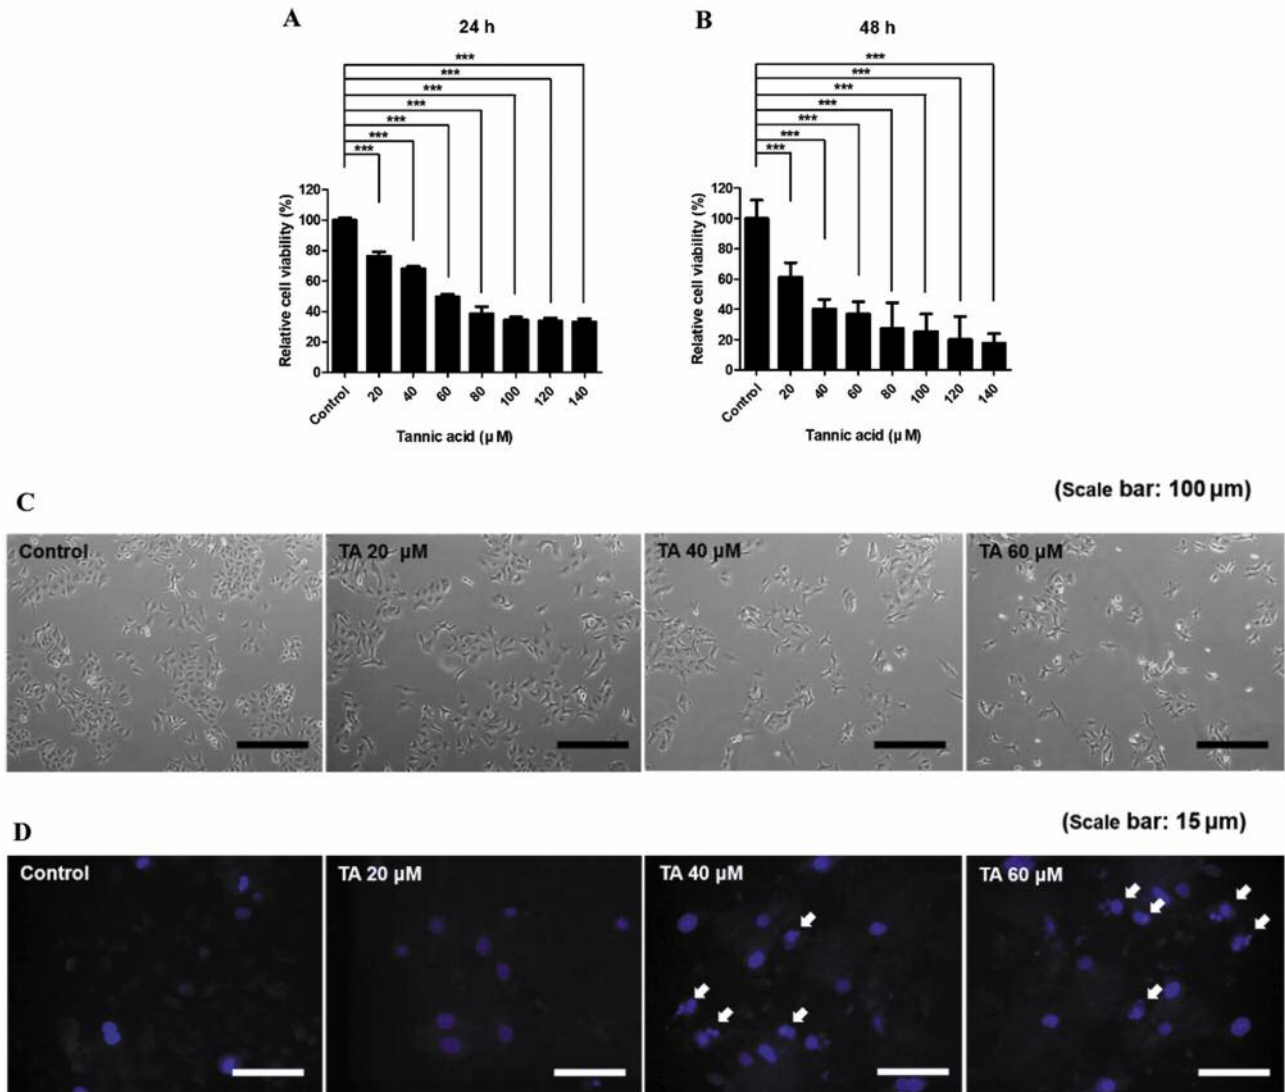 A
24 h
***
***
***
***
***
***
***
Relative cell viability (%)
120
100
80
60
40
20
0
Control
20
40
60
80
100
120
140
Tannic acid (µM)
B
48 h
***
***
***
***
***
***
***
Relative cell viability (%)
120
100
80
60
40
20
0
Control
20
40
60
80
100
120
140
Tannic acid (µM)
C
(Scale bar: 100 µm)
Control
TA 20 µM
TA 40 µM
TA 60 µM
D
(Scale bar: 15 µm)
Control
TA 20 µM
TA 40 µM
TA 60 µM